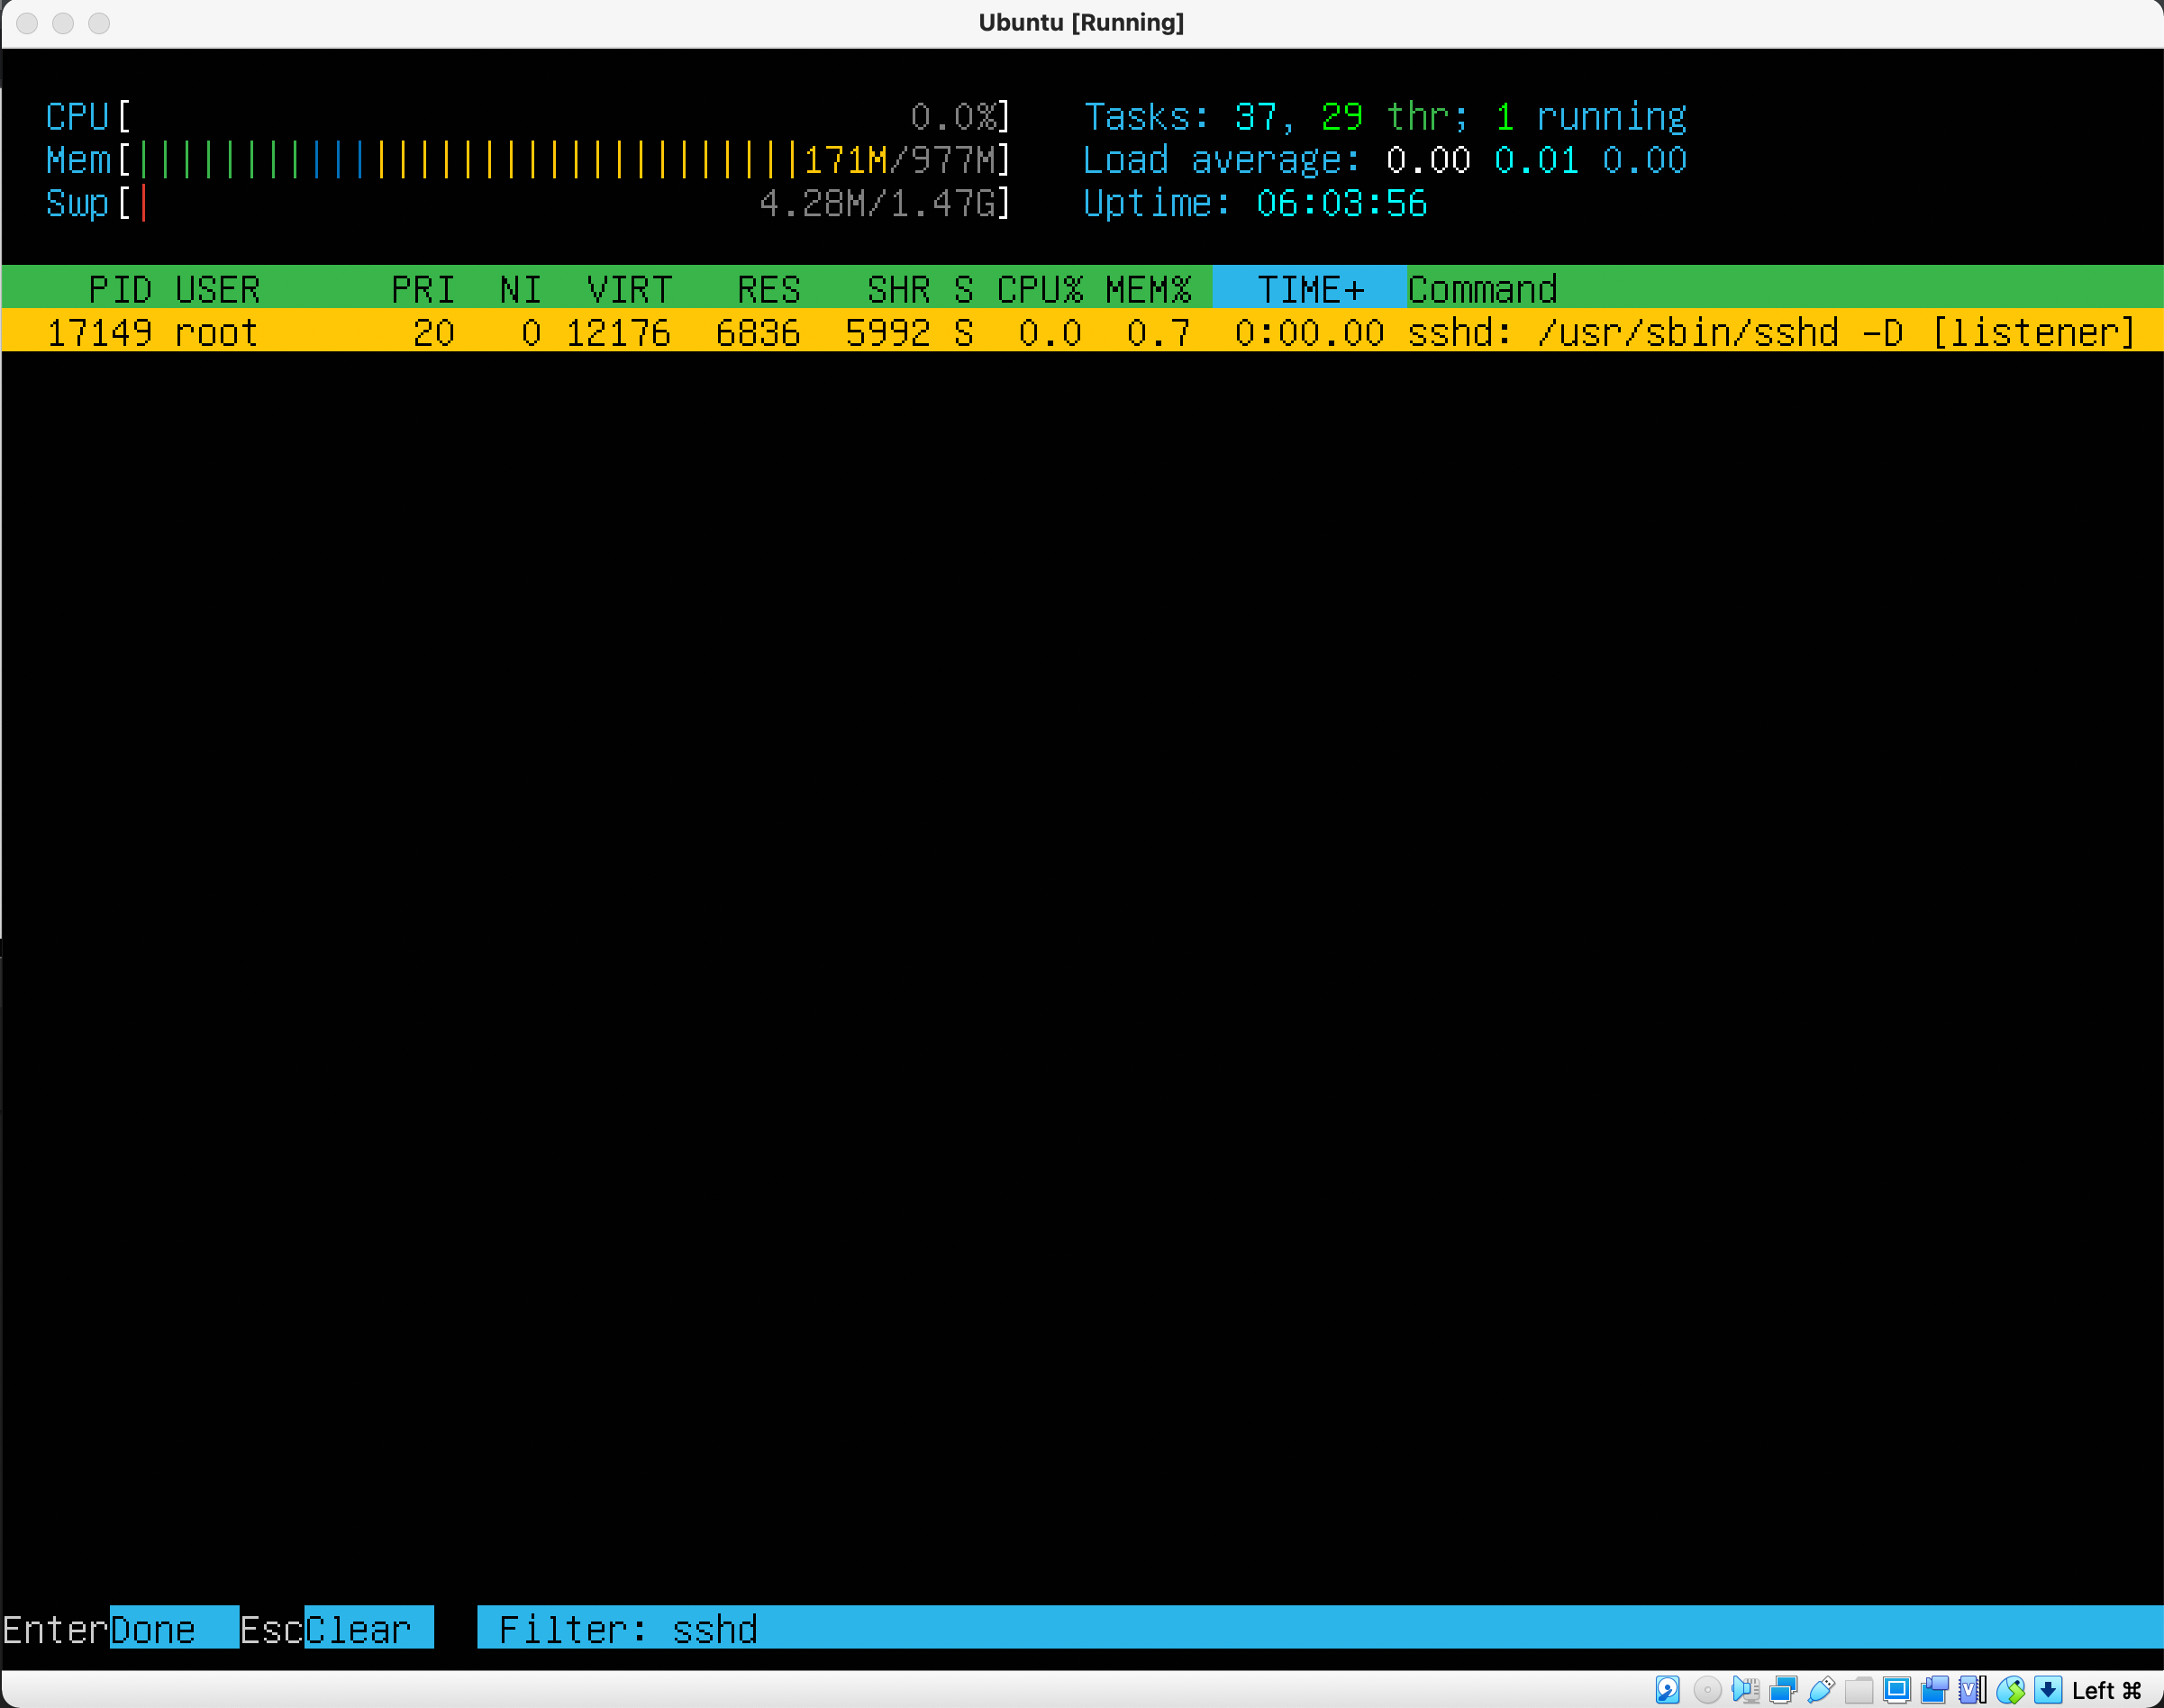 Ubuntu [Running]
CPU[ 0.0%] Tasks: 37, 29 thr; 1 running
Mem[|||||||||||||||||||||||||||||||171M/977M] Load average: 0.00 0.01 0.00
Swp[| 4.28M/1.47G] Uptime: 06:03:56
PID USER PRI NI VIRT RES SHR S CPU% MEM% TIME+ Command
17149 root 20 0 12176 6836 5992 S 0.0 0.7 0:00.00 sshd: /usr/sbin/sshd -D [listener]
EnterDone EscClear Filter: sshd
Left ⌘